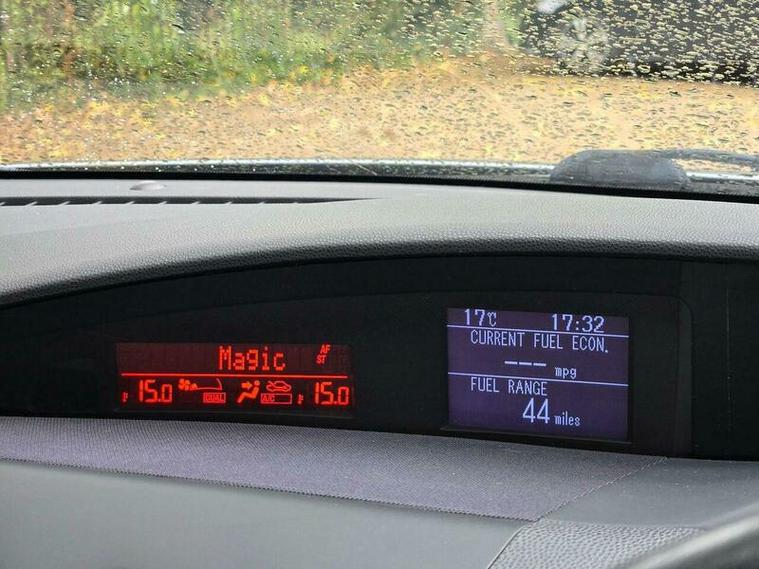 Magic
AF
ST
15.0
DUAL
A/C
15.0
17℃ 17:32
CURRENT FUEL ECON.
--- mpg
FUEL RANGE
44 miles